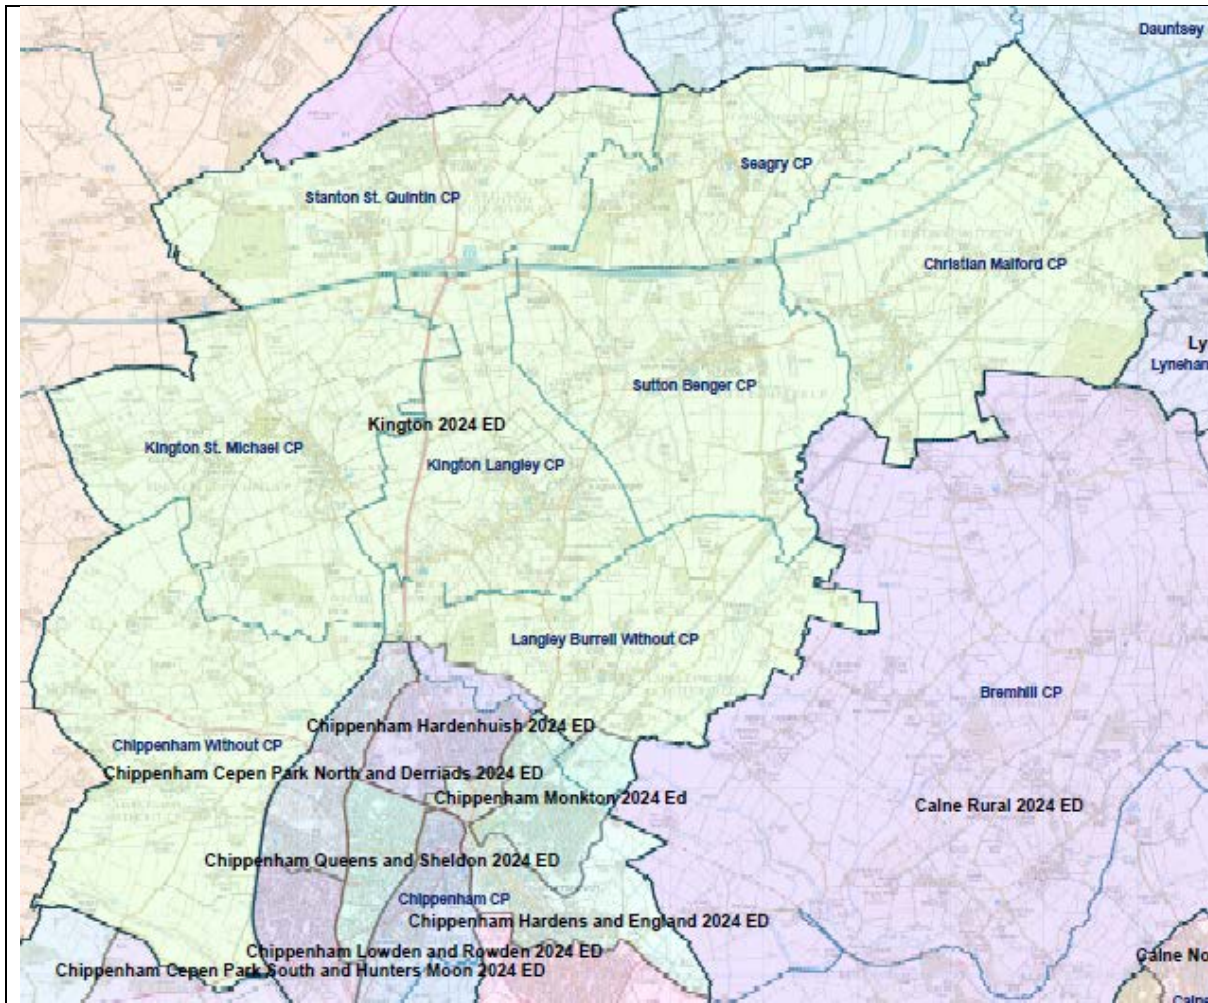 Dauntsey
Seagry CP
Stanton St. Quintin CP
Christian Malford CP
Ly
Lyneham
Sutton Benger CP
Kington 2024 ED
Kington St. Michael CP
Kington Langley CP
Langley Burrell Without CP
Bremhill CP
Chippenham Hardenhuish 2024 ED
Chippenham Without CP
Chippenham Cepen Park North and Derriads 2024 ED
Chippenham Monkton 2024 Ed
Calne Rural 2024 ED
Chippenham Queens and Sheldon 2024 ED
Chippenham CP
Chippenham Hardens and England 2024 ED
Chippenham Lowden and Rowden 2024 ED
Calne No
Chippenham Cepen Park South and Hunters Moon 2024 ED
Calne